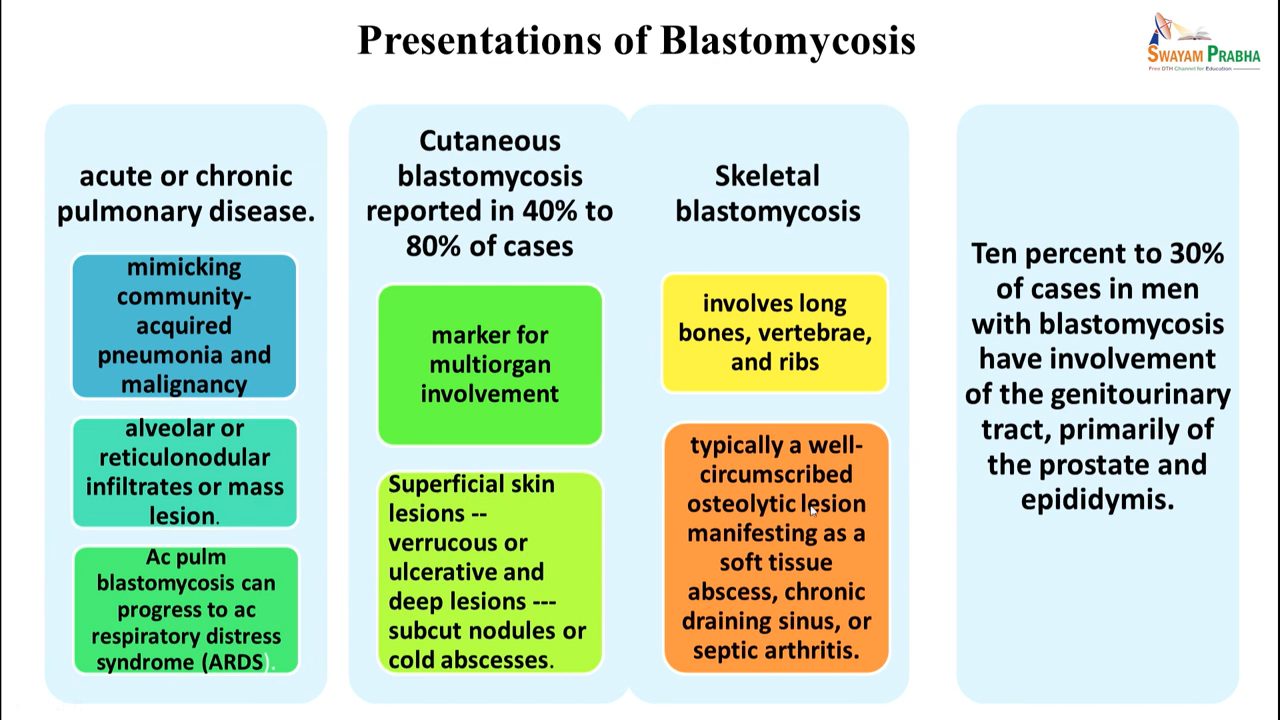 Presentations of Blastomycosis
SWAYAM PRABHA
Free DTH Channel for Education
acute or chronic
pulmonary disease.
mimicking
community-
acquired
pneumonia and
malignancy
alveolar or
reticulonodular
infiltrates or mass
lesion.
Ac pulm
blastomycosis can
progress to ac
respiratory distress
syndrome (ARDS).
Cutaneous
blastomycosis
reported in 40% to
80% of cases
marker for
multiorgan
involvement
Superficial skin
lesions --
verrucous or
ulcerative and
deep lesions ---
subcut nodules or
cold abscesses.
Skeletal
blastomycosis
involves long
bones, vertebrae,
and ribs
typically a well-
circumscribed
osteolytic lesion
manifesting as a
soft tissue
abscess, chronic
draining sinus, or
septic arthritis.
Ten percent to 30%
of cases in men
with blastomycosis
have involvement
of the genitourinary
tract, primarily of
the prostate and
epididymis.